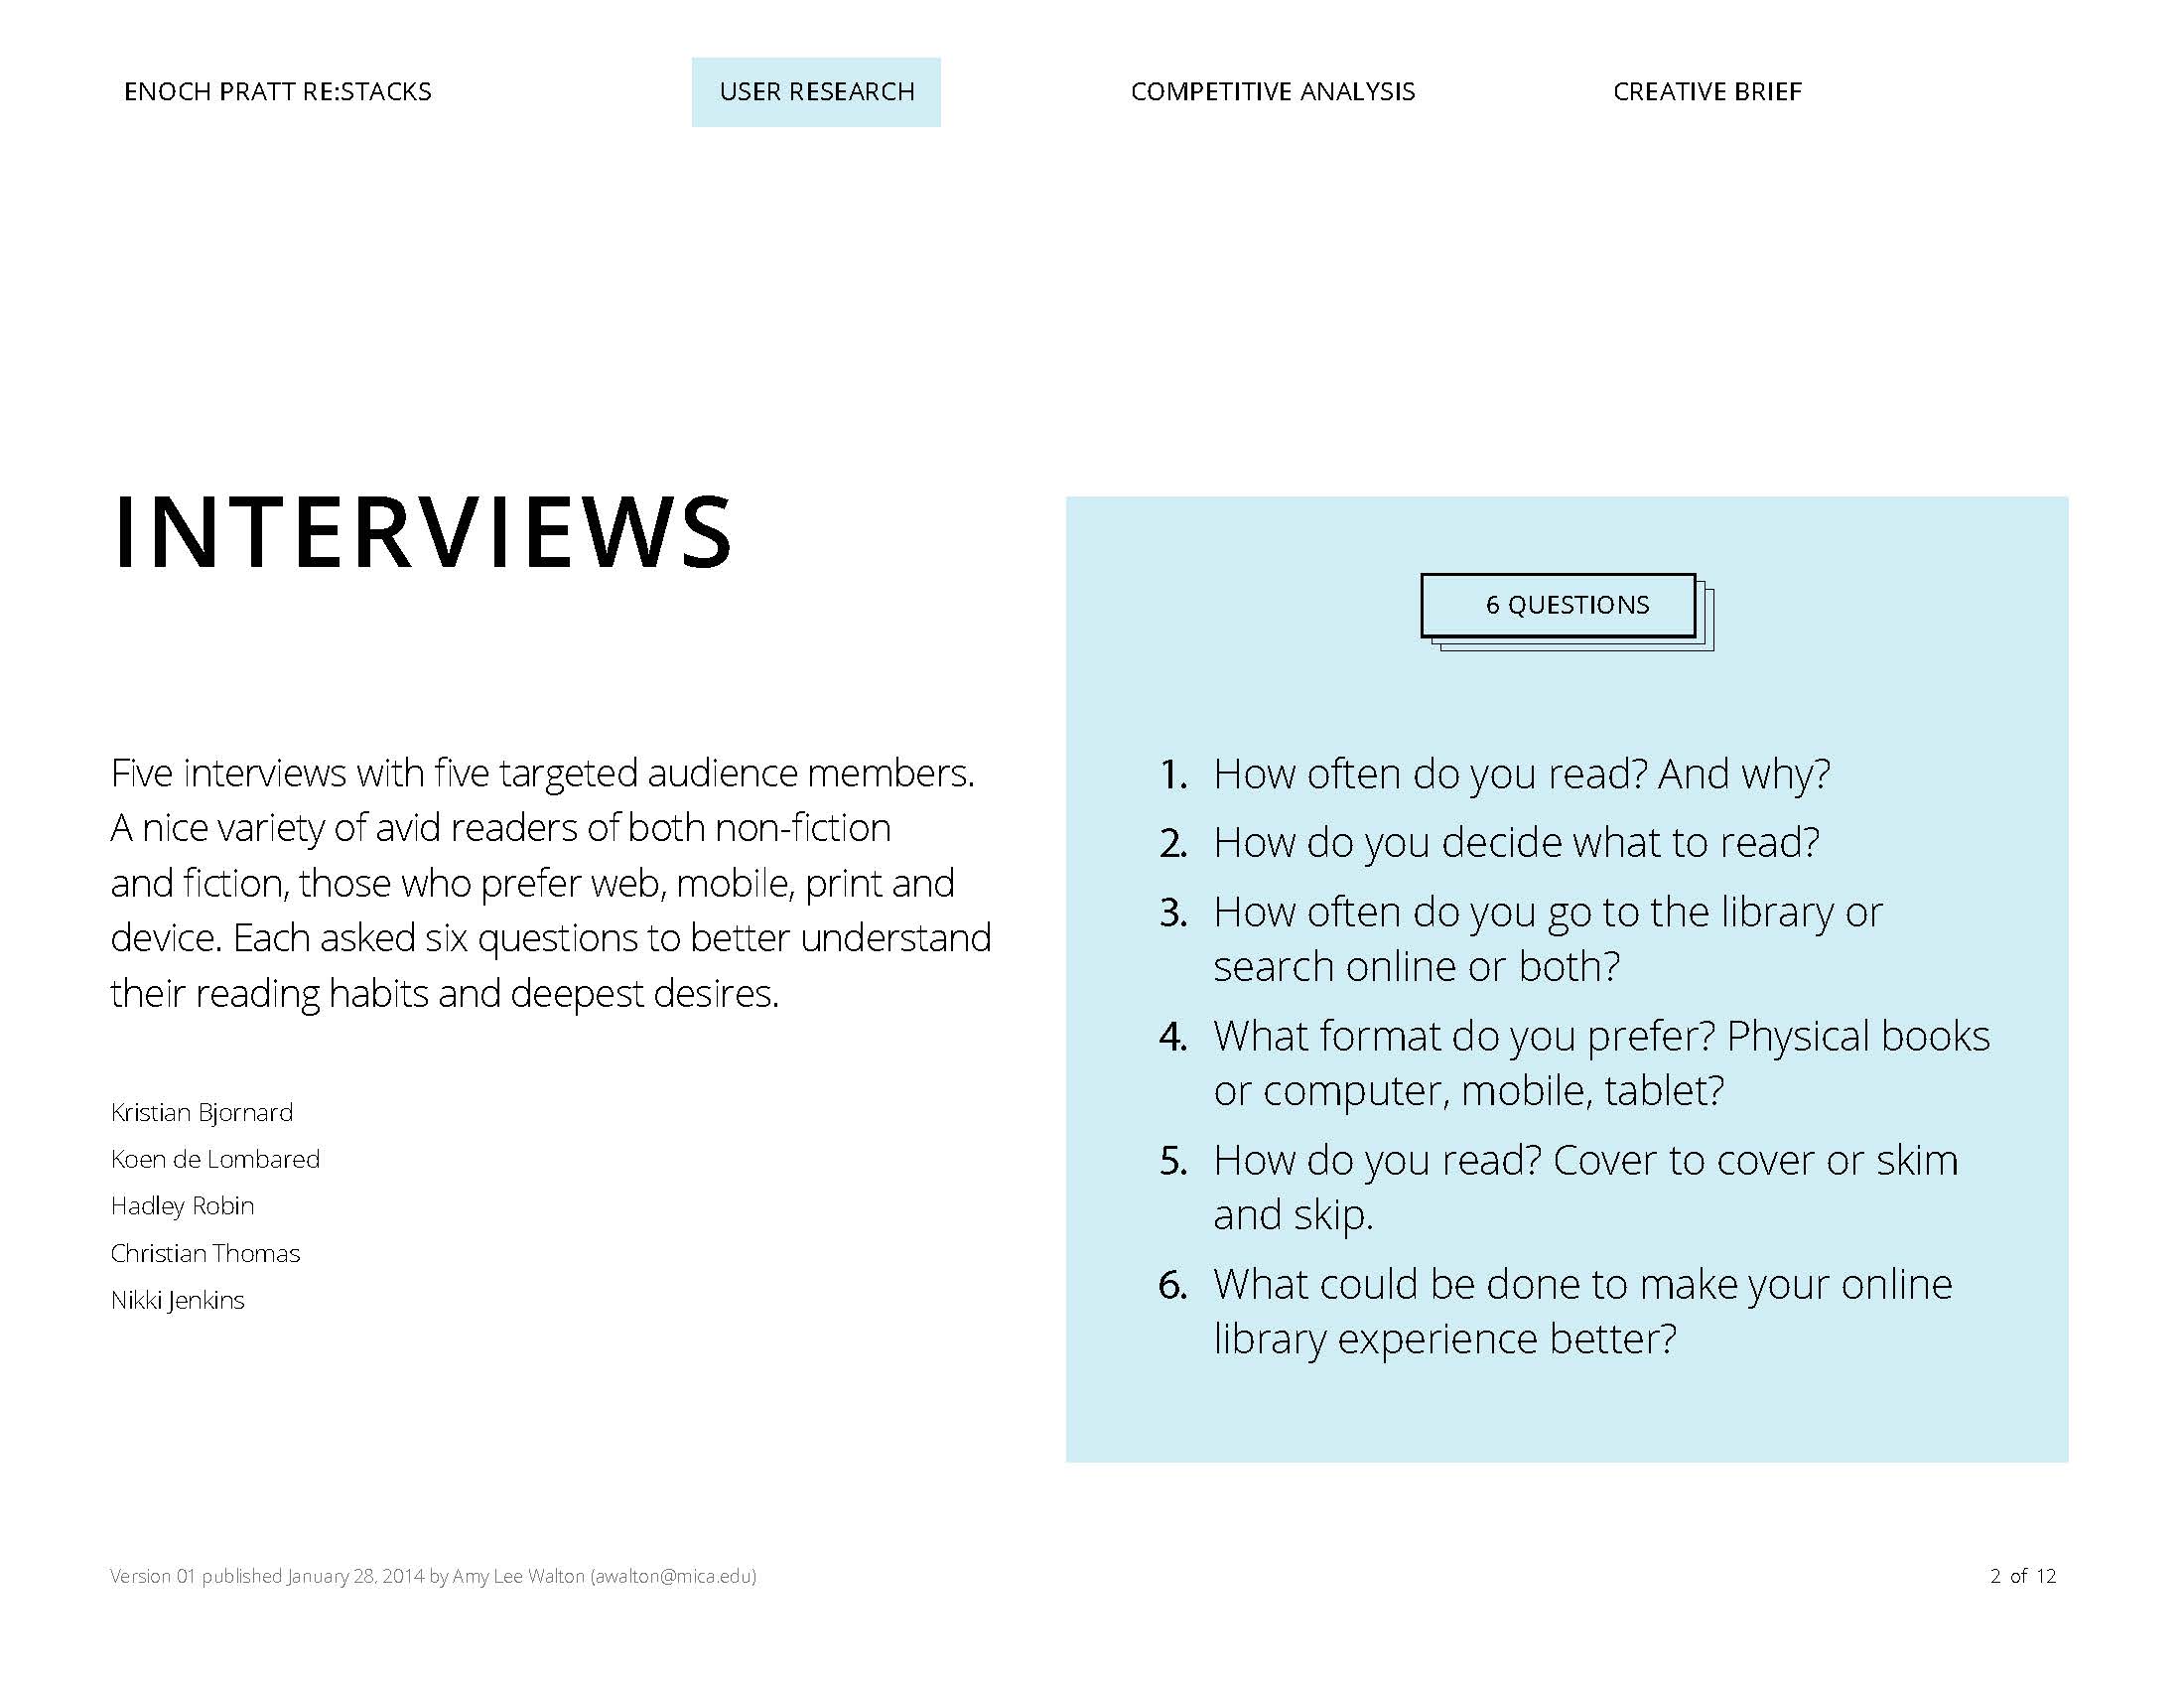 ENOCH PRATT RE:STACKS
USER RESEARCH
COMPETITIVE ANALYSIS
CREATIVE BRIEF
INTERVIEWS
Five interviews with five targeted audience members.
A nice variety of avid readers of both non-fiction
and fiction, those who prefer web, mobile, print and
device. Each asked six questions to better understand
their reading habits and deepest desires.
Kristian Bjornard
Koen de Lombared
Hadley Robin
Christian Thomas
Nikki Jenkins
6 QUESTIONS
1. How often do you read? And why?
2. How do you decide what to read?
3. How often do you go to the library or
search online or both?
4. What format do you prefer? Physical books
or computer, mobile, tablet?
5. How do you read? Cover to cover or skim
and skip.
6. What could be done to make your online
library experience better?
Version 01 published January 28, 2014 by Amy Lee Walton (awalton@mica.edu)
2 of 12